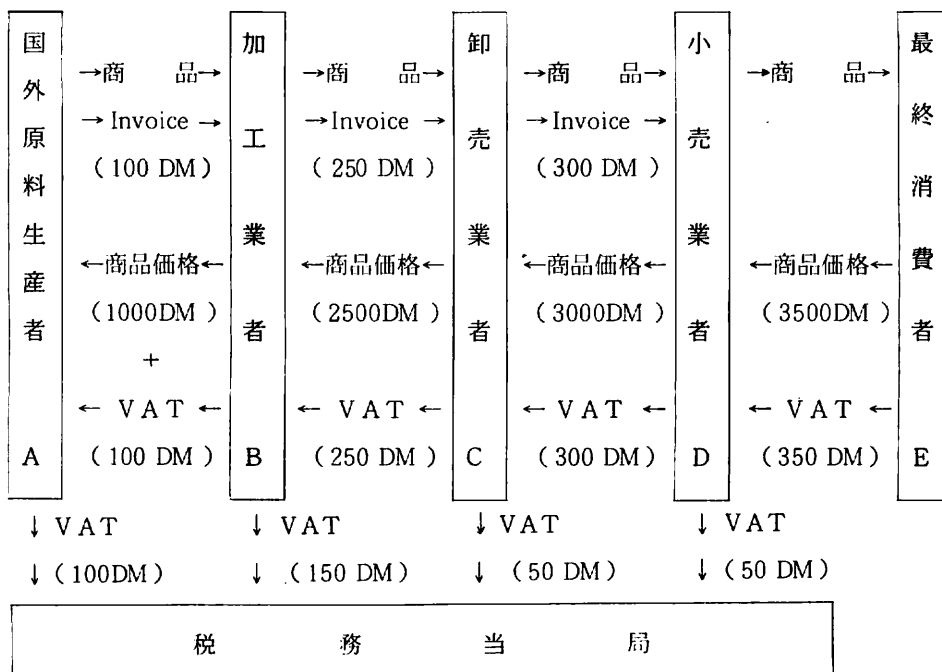 国外原料生産者 A
加工業者 B
卸売業者 C
小売業者 D
最終消費者 E
→商 品→ →商 品→ →商 品→ →商 品→
→Invoice→ →Invoice→ →Invoice→
(100 DM) (250 DM) (300 DM)
←商品価格← ←商品価格← ←商品価格← ←商品価格←
(1000DM) (2500DM) (3000DM) (3500DM)
+
← VAT ← ← VAT ← ← VAT ← ← VAT ←
(100 DM) (250 DM) (300 DM) (350 DM)
↓ VAT ↓ VAT ↓ VAT ↓ VAT
↓ (100DM) ↓ (150 DM) ↓ (50 DM) ↓ (50 DM)
税務当局